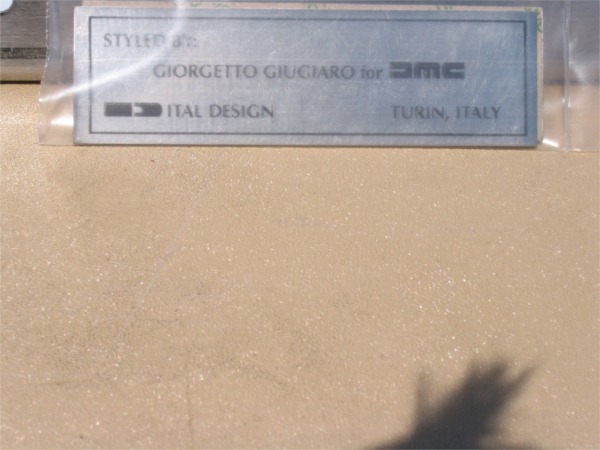 STYLED BY:
GIORGETTO GIUGIARO for DMC
ITAL DESIGN TURIN, ITALY